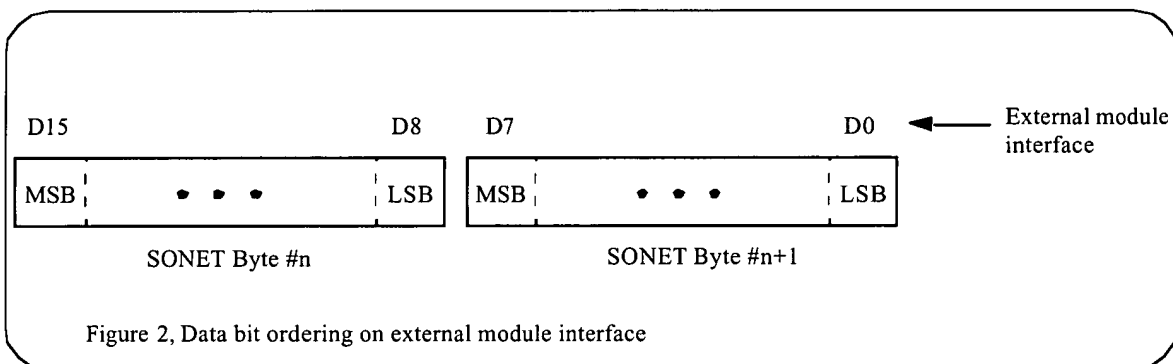 D15 D8 D7 D0 External module
interface
MSB LSB MSB LSB
SONET Byte #n SONET Byte #n+1
Figure 2, Data bit ordering on external module interface